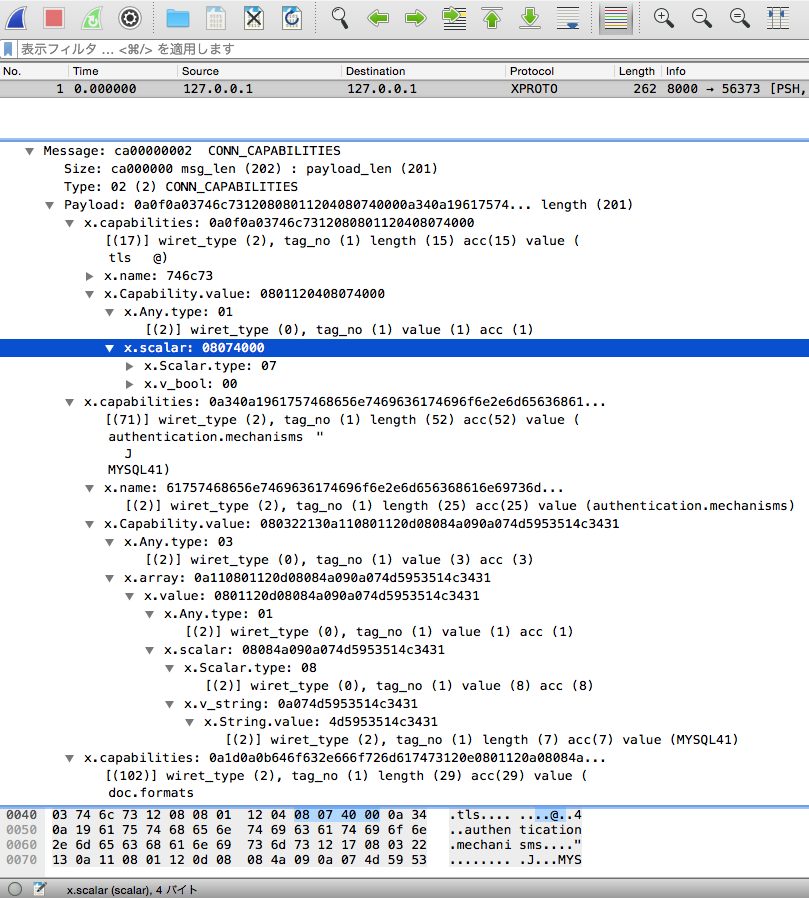 表示フィルタ ... <⌘/> を適用します
No. Time Source Destination Protocol Length Info
1 0.000000 127.0.0.1 127.0.0.1 XPROTO 262 8000 → 56373 [PSH,
Message: ca00000002 CONN_CAPABILITIES
Size: ca000000 msg_len (202) : payload_len (201)
Type: 02 (2) CONN_CAPABILITIES
Payload: 0a0f0a03746c7312080801120408074000​0a340a19617574... length (201)
x.capabilities: 0a0f0a03746c7312080801120408074000
[(17)] wiret_type (2), tag_no (1) length (15) acc(15) value (
tls @)
x.name: 746c73
x.Capability.value: 0801120408074000
x.Any.type: 01
[(2)] wiret_type (0), tag_no (1) value (1) acc (1)
x.scalar: 08074000
x.Scalar.type: 07
x.v_bool: 00
x.capabilities: 0a340a1961757468656e7469636174696f6e2e6d65636861...
[(71)] wiret_type (2), tag_no (1) length (52) acc(52) value (
authentication.mechanisms "
J
MYSQL41)
x.name: 61757468656e7469636174696f6e2e6d656368616e69736d...
[(2)] wiret_type (2), tag_no (1) length (25) acc(25) value (authentication.mechanisms)
x.Capability.value: 080322130a110801120d08084a090a074d5953514c3431
x.Any.type: 03
[(2)] wiret_type (0), tag_no (1) value (3) acc (3)
x.array: 0a110801120d08084a090a074d5953514c3431
x.value: 0801120d08084a090a074d5953514c3431
x.Any.type: 01
[(2)] wiret_type (0), tag_no (1) value (1) acc (1)
x.scalar: 08084a090a074d5953514c3431
x.Scalar.type: 08
[(2)] wiret_type (0), tag_no (1) value (8) acc (8)
x.v_string: 0a074d5953514c3431
x.String.value: 4d5953514c3431
[(2)] wiret_type (2), tag_no (1) length (7) acc(7) value (MYSQL41)
x.capabilities: 0a1d0a0b646f632e666f726d617473120e0801120a08084a...
[(102)] wiret_type (2), tag_no (1) length (29) acc(29) value (
doc.formats
0040 03 74 6c 73 12 08 08 01 12 04 08 07 40 00 0a 34 .tls.... ....@..4
0050 0a 19 61 75 74 68 65 6e 74 69 63 61 74 69 6f 6e ..authen tication
0060 2e 6d 65 63 68 61 6e 69 73 6d 73 12 17 08 03 22 .mechani sms...."
0070 13 0a 11 08 01 12 0d 08 08 4a 09 0a 07 4d 59 53 ........ .J...MYS
x.scalar (scalar), 4 バイト